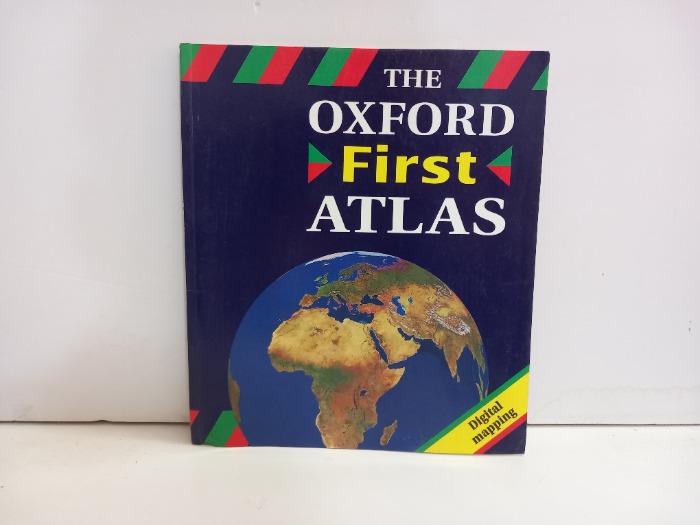 THE
OXFORD
First
ATLAS
Digital
mapping